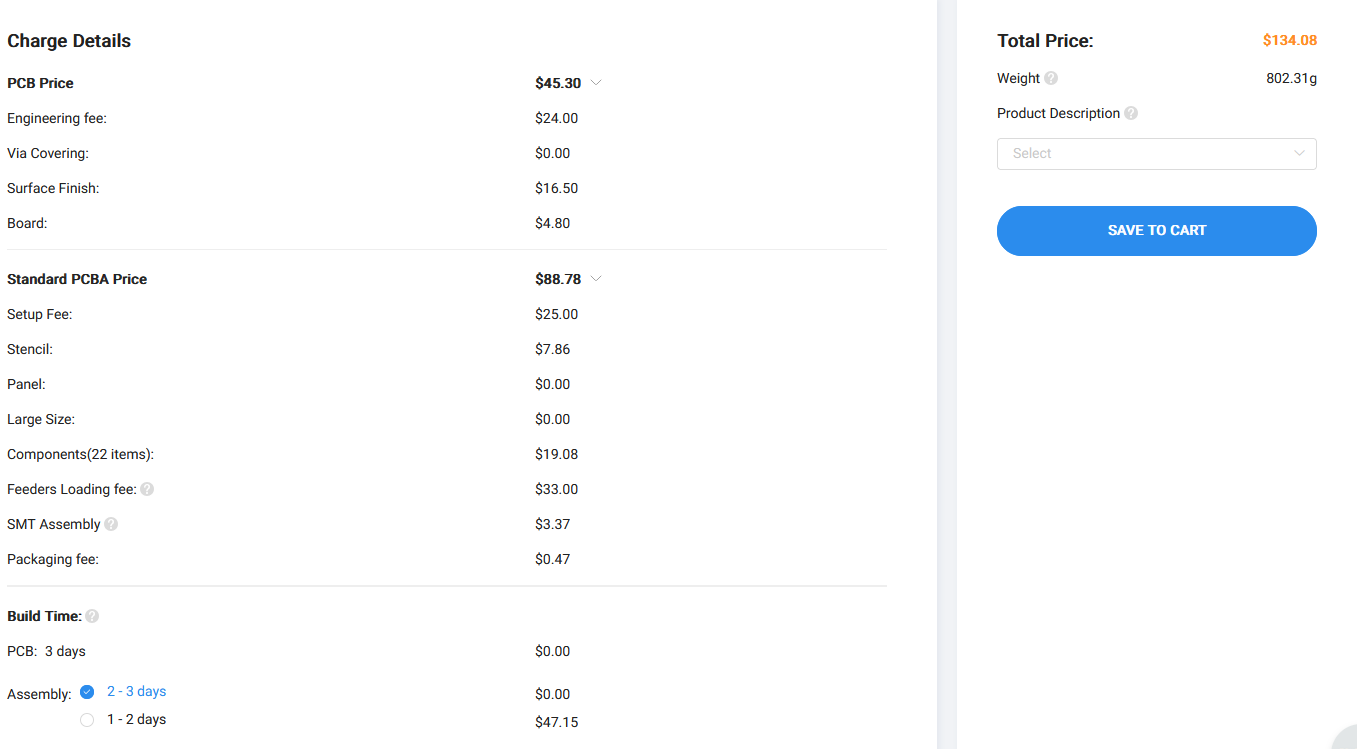 Charge Details
PCB Price $45.30
Engineering fee: $24.00
Via Covering: $0.00
Surface Finish: $16.50
Board: $4.80
Standard PCBA Price $88.78
Setup Fee: $25.00
Stencil: $7.86
Panel: $0.00
Large Size: $0.00
Components(22 items): $19.08
Feeders Loading fee: ? $33.00
SMT Assembly ? $3.37
Packaging fee: $0.47
Build Time: ?
PCB: 3 days $0.00
Assembly: 2 - 3 days $0.00
1 - 2 days $47.15
Total Price: $134.08
Weight ? 802.31g
Product Description ?
Select
SAVE TO CART